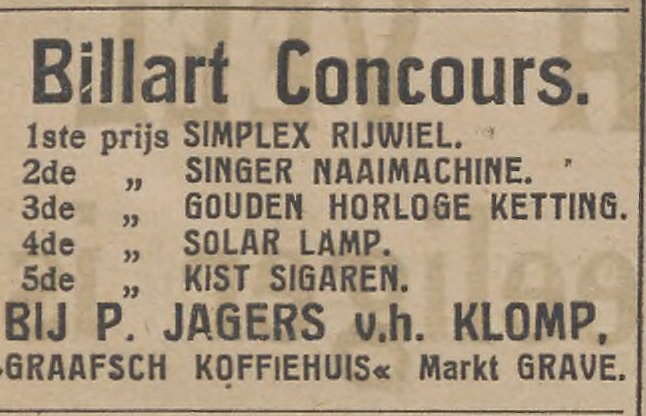 Billart Concours.
1ste prijs SIMPLEX RIJWIEL.
2de „ SINGER NAAIMACHINE.
3de „ GOUDEN HORLOGE KETTING.
4de „ SOLAR LAMP.
5de „ KIST SIGAREN.
BIJ P. JAGERS v.h. KLOMP,
»GRAAFSCH KOFFIEHUIS« Markt GRAVE.